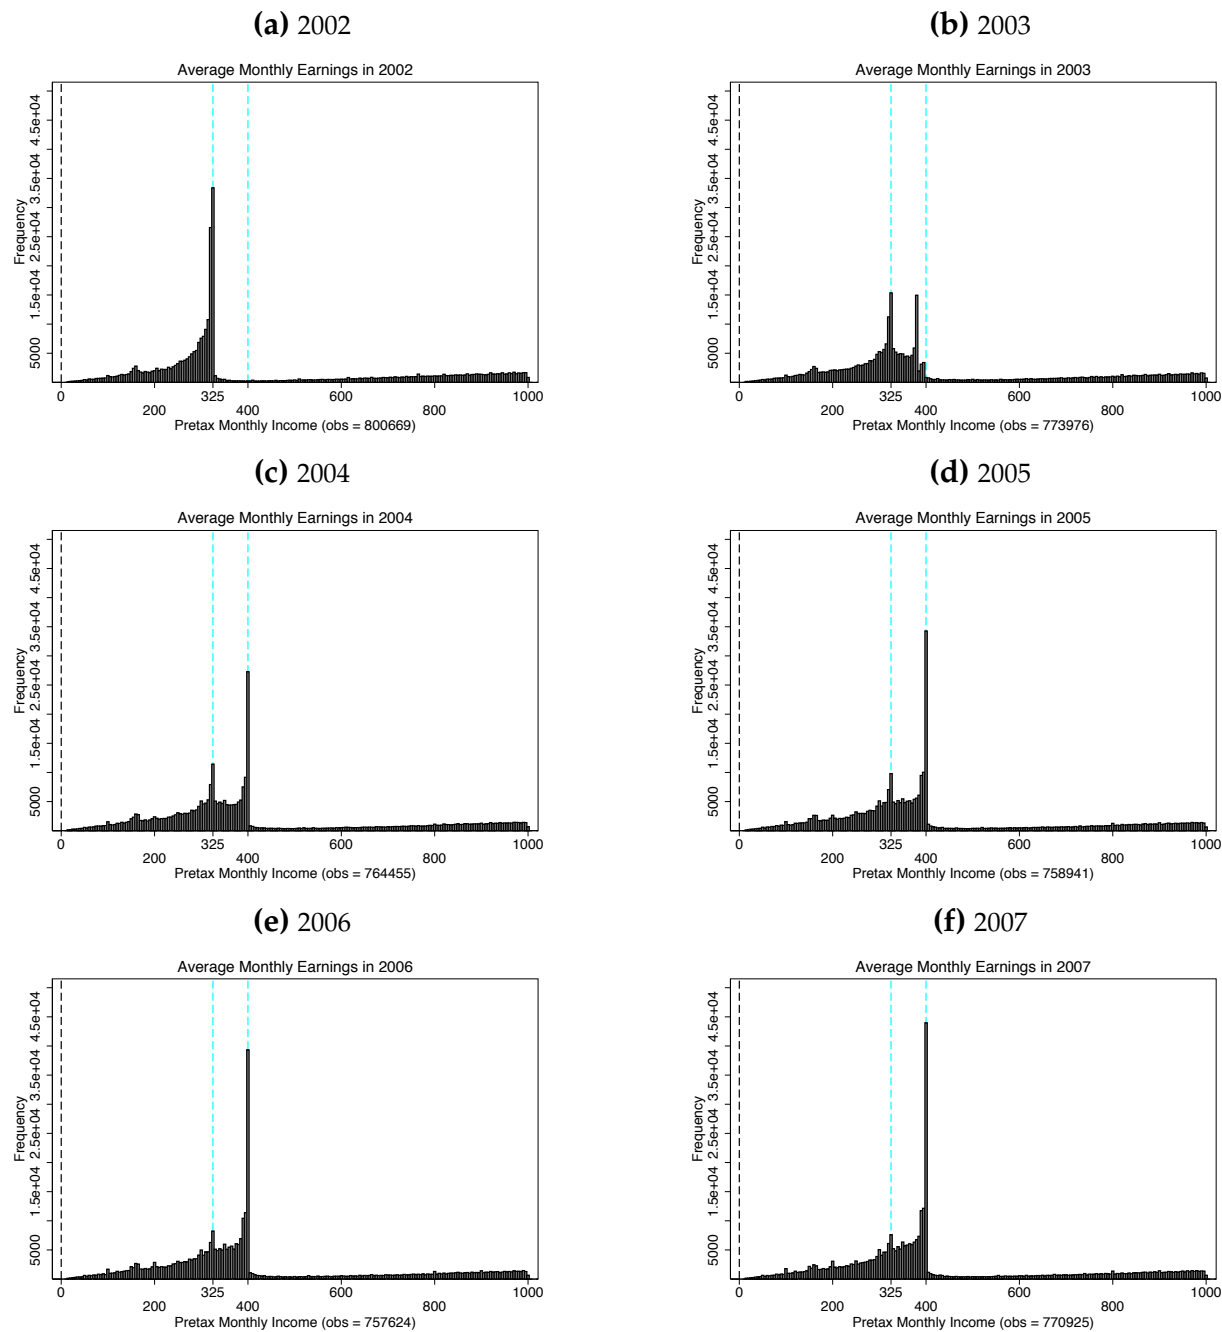 (a) 2002
Average Monthly Earnings in 2002
Frequency
5000 1.5e+04 2.5e+04 3.5e+04 4.5e+04
0 200 325 400 600 800 1000
Pretax Monthly Income (obs = 800669)
(b) 2003
Average Monthly Earnings in 2003
Frequency
5000 1.5e+04 2.5e+04 3.5e+04 4.5e+04
0 200 325 400 600 800 1000
Pretax Monthly Income (obs = 773976)
(c) 2004
Average Monthly Earnings in 2004
Frequency
5000 1.5e+04 2.5e+04 3.5e+04 4.5e+04
0 200 325 400 600 800 1000
Pretax Monthly Income (obs = 764455)
(d) 2005
Average Monthly Earnings in 2005
Frequency
5000 1.5e+04 2.5e+04 3.5e+04 4.5e+04
0 200 325 400 600 800 1000
Pretax Monthly Income (obs = 758941)
(e) 2006
Average Monthly Earnings in 2006
Frequency
5000 1.5e+04 2.5e+04 3.5e+04 4.5e+04
0 200 325 400 600 800 1000
Pretax Monthly Income (obs = 757624)
(f) 2007
Average Monthly Earnings in 2007
Frequency
5000 1.5e+04 2.5e+04 3.5e+04 4.5e+04
0 200 325 400 600 800 1000
Pretax Monthly Income (obs = 770925)